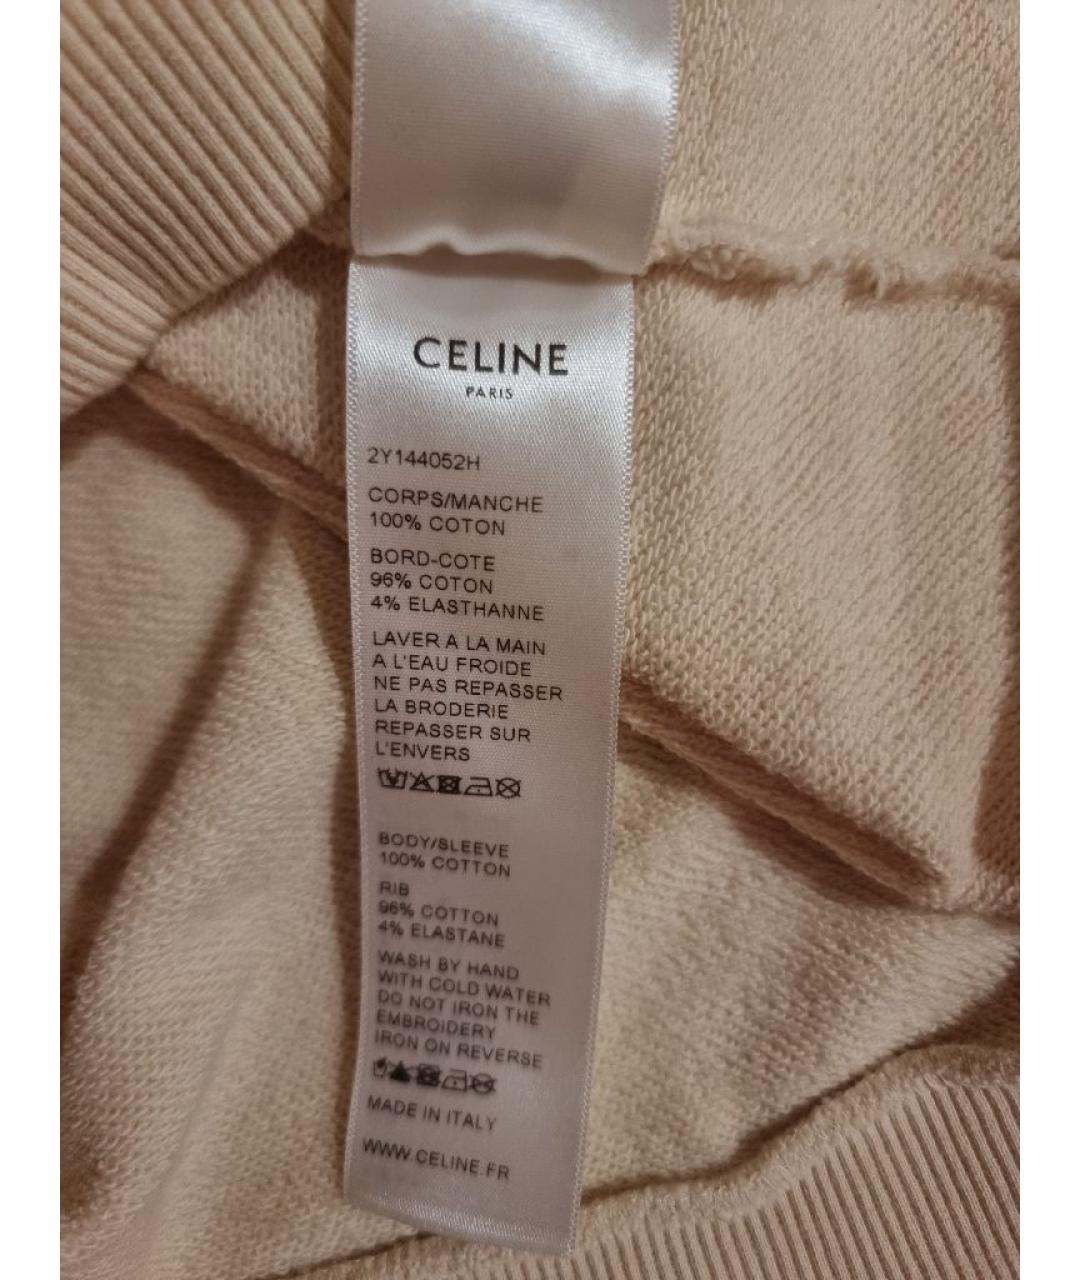 CELINE
PARIS
2Y144052H
CORPS/MANCHE
100% COTON
BORD-COTE
96% COTON
4% ELASTHANNE
LAVER A LA MAIN
A L'EAU FROIDE
NE PAS REPASSER
LA BRODERIE
REPASSER SUR
L'ENVERS
BODY/SLEEVE
100% COTTON
RIB
96% COTTON
4% ELASTANE
WASH BY HAND
WITH COLD WATER
DO NOT IRON THE
EMBROIDERY
IRON ON REVERSE
MADE IN ITALY
WWW.CELINE.FR